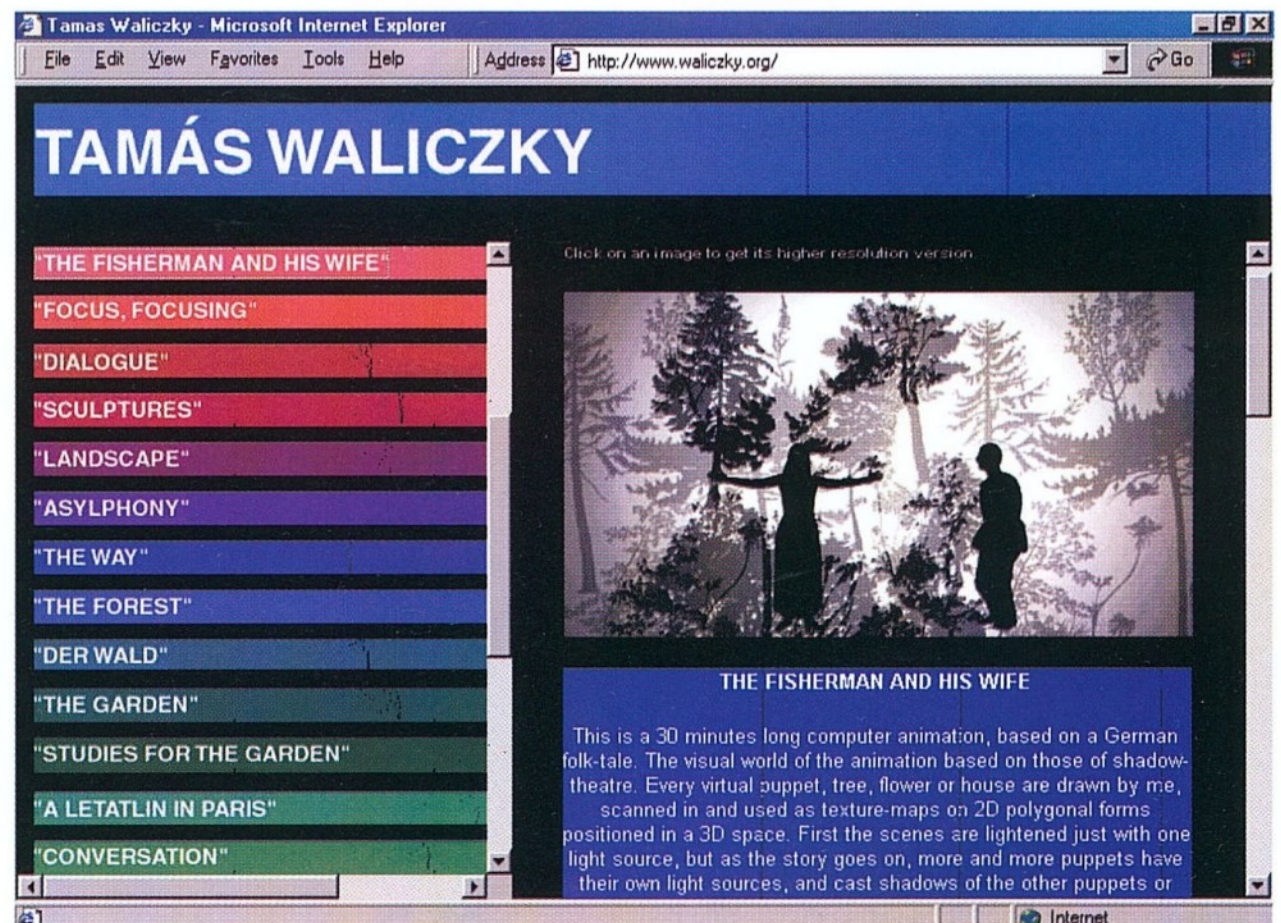 Tamas Waliczky - Microsoft Internet Explorer
File Edit View Favorites Tools Help Address http://www.waliczky.org/ Go
TAMÁS WALICZKY
"THE FISHERMAN AND HIS WIFE"
"FOCUS, FOCUSING"
"DIALOGUE"
"SCULPTURES"
"LANDSCAPE"
"ASYLPHONY"
"THE WAY"
"THE FOREST"
"DER WALD"
"THE GARDEN"
"STUDIES FOR THE GARDEN"
"A LETATLIN IN PARIS"
"CONVERSATION"
Click on an image to get its higher resolution version
THE FISHERMAN AND HIS WIFE
This is a 30 minutes long computer animation, based on a German
folk-tale. The visual world of the animation based on those of shadow-
theatre. Every virtual puppet, tree, flower or house are drawn by me,
scanned in and used as texture-maps on 2D polygonal forms
positioned in a 3D space. First the scenes are lightened just with one
light source, but as the story goes on, more and more puppets have
their own light sources, and cast shadows of the other puppets or
Internet